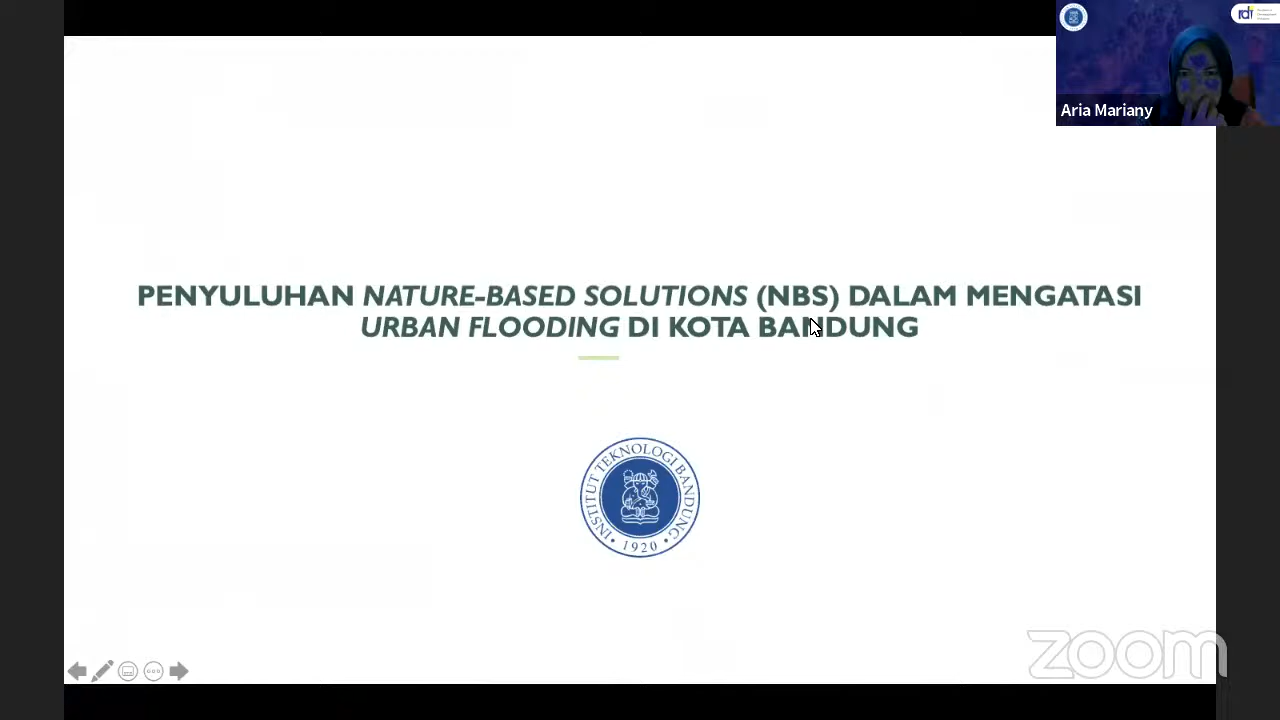 Aria Mariany
PENYULUHAN NATURE-BASED SOLUTIONS (NBS) DALAM MENGATASI
URBAN FLOODING DI KOTA BANDUNG
INSTITUT TEKNOLOGI BANDUNG
• 1920 •
zoom
rdi